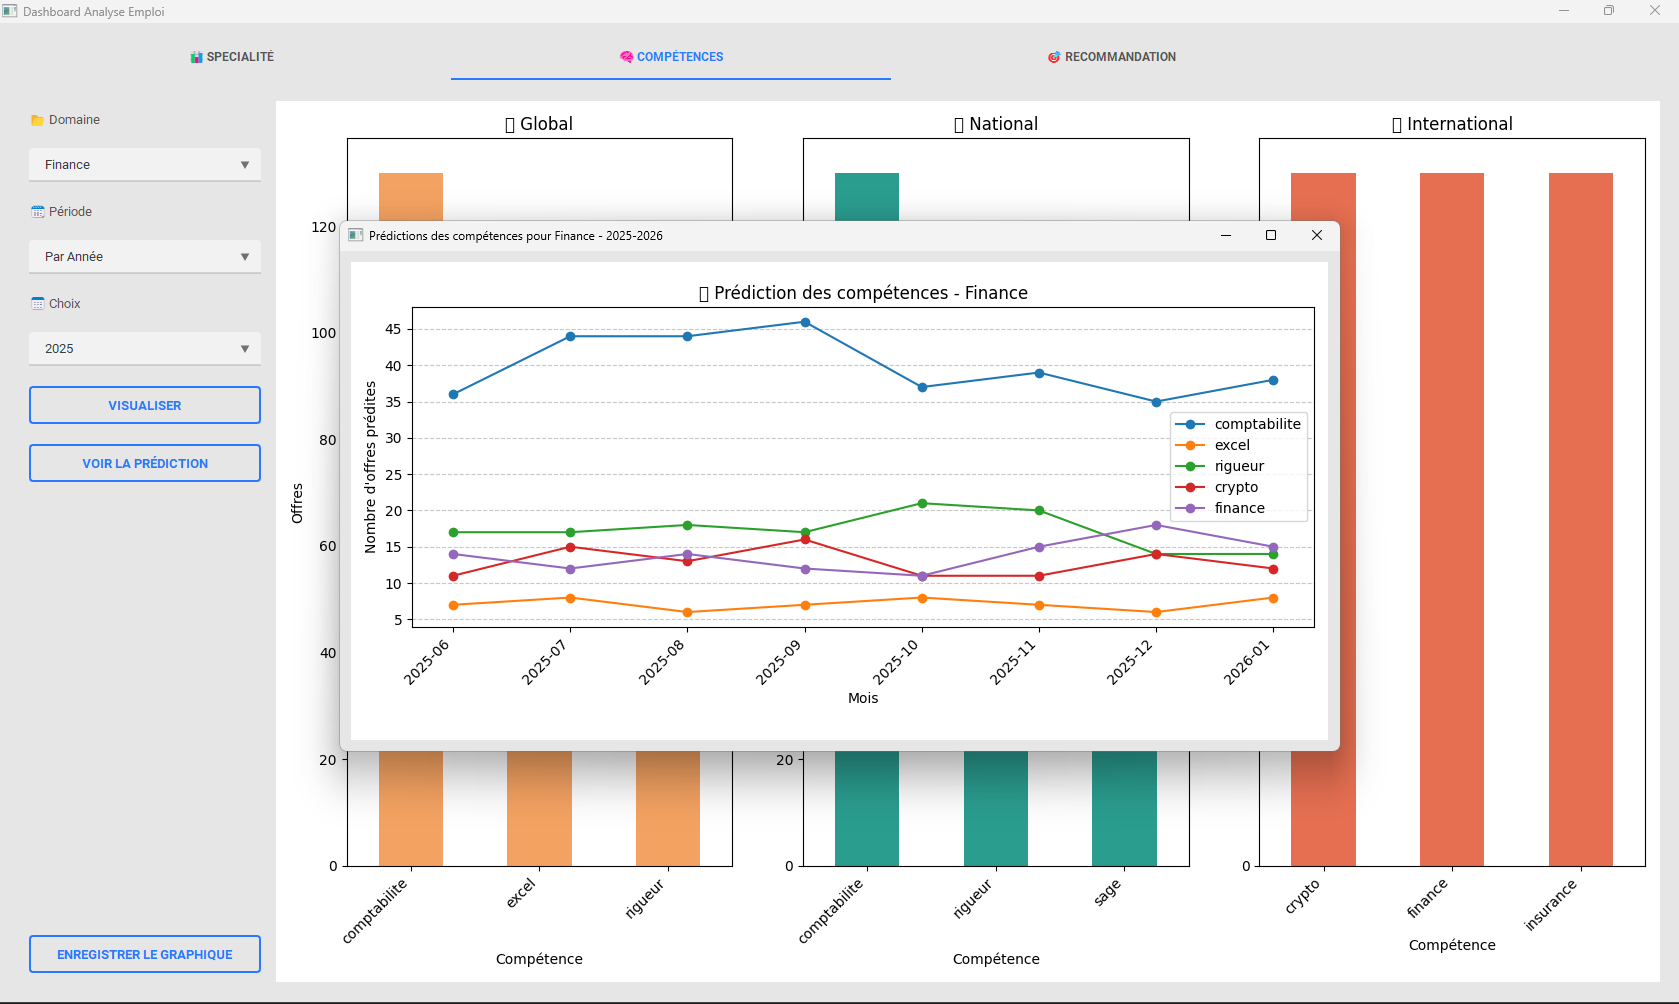 Dashboard Analyse Emploi
SPECIALITÉ
COMPÉTENCES
RECOMMANDATION
Domaine
Finance
Période
Par Année
Choix
2025
VISUALISER
VOIR LA PRÉDICTION
ENREGISTRER LE GRAPHIQUE
Global
National
International
Offres
120
100
80
60
40
20
0
comptabilite
excel
rigueur
Compétence
20
0
comptabilite
rigueur
sage
Compétence
0
crypto
finance
insurance
Compétence
Prédictions des compétences pour Finance - 2025-2026
Prédiction des compétences - Finance
Nombre d'offres prédites
45
40
35
30
25
20
15
10
5
comptabilite
excel
rigueur
crypto
finance
2025-06
2025-07
2025-08
2025-09
2025-10
2025-11
2025-12
2026-01
Mois